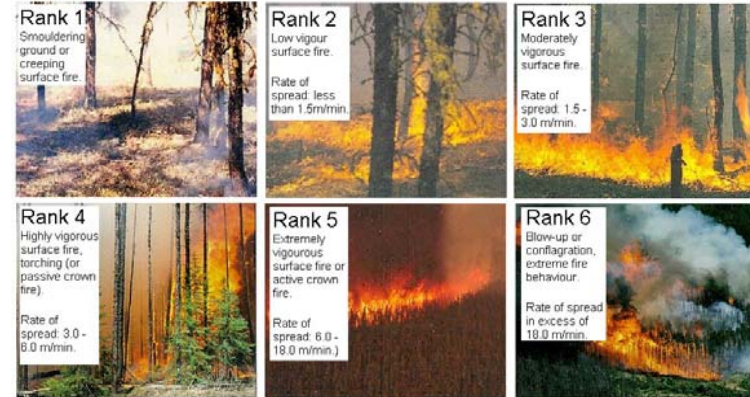 Rank 1
Smouldering
ground or
creeping
surface fire.
Rank 2
Low vigour
surface fire.
Rate of
spread: less
than 1.5m/min.
Rank 3
Moderately
vigorous
surface fire.
Rate of
spread: 1.5 -
3.0 m/min.
Rank 4
Highly vigorous
surface fire,
torching (or
passive crown
fire).
Rate of
spread: 3.0 -
6.0 m/min.
Rank 5
Extremely
vigourous
surface fire or
active crown
fire.
Rate of
spread: 6.0 -
18.0 m/min.)
Rank 6
Blow-up or
conflagration,
extreme fire
behaviour.
Rate of spread
in excess of
18.0 m/min.